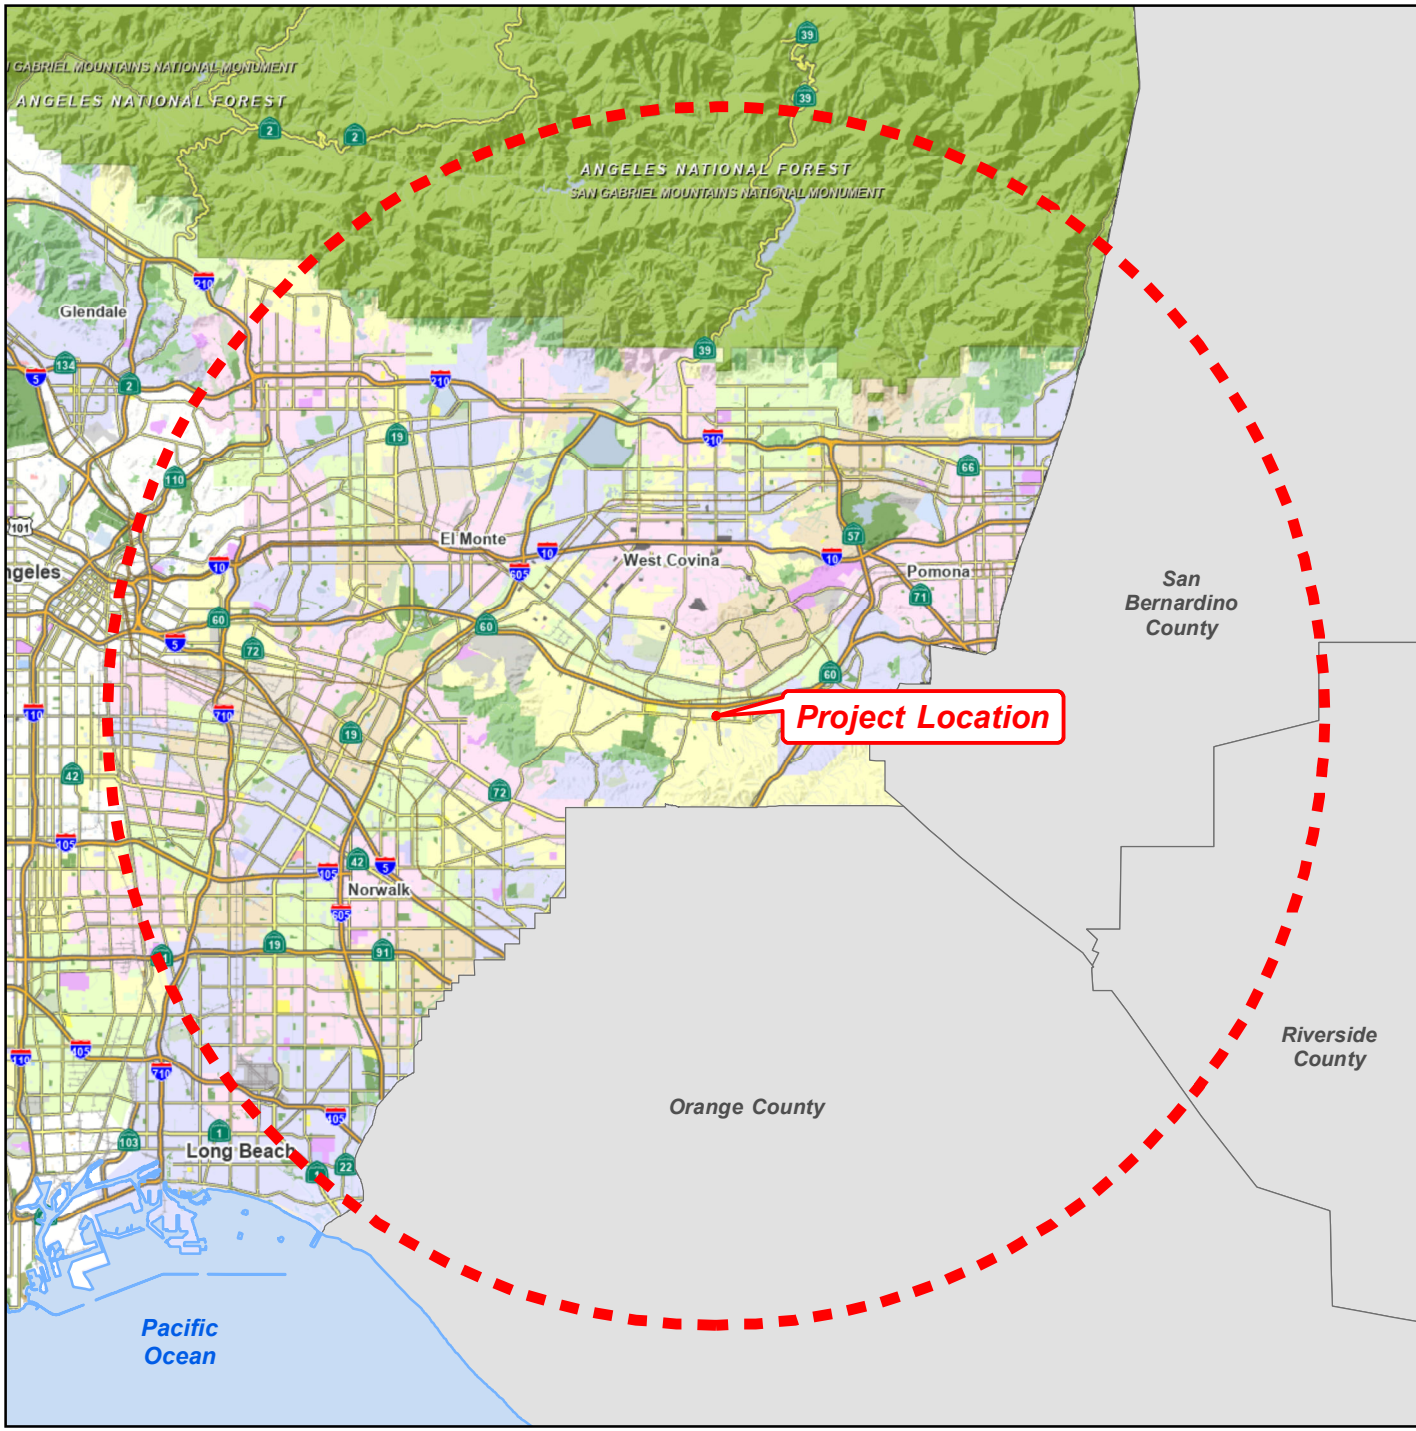 39
39
N GABRIEL MOUNTAINS NATIONAL MONUMENT
ANGELES NATIONAL FOREST
2
2
ANGELES NATIONAL FOREST
SAN GABRIEL MOUNTAINS NATIONAL MONUMENT
210
Glendale
39
134
5
2
210
19
210
66
110
101
57
El Monte
10
10
West Covina
10
605
ngeles
Pomona
San
Bernardino
County
71
60
60
5
72
60
110
710
Project Location
19
42
72
105
42
5
105
Norwalk
605
19
91
405
110
710
Riverside
County
Orange County
405
1
103
Long Beach
22
Pacific
Ocean